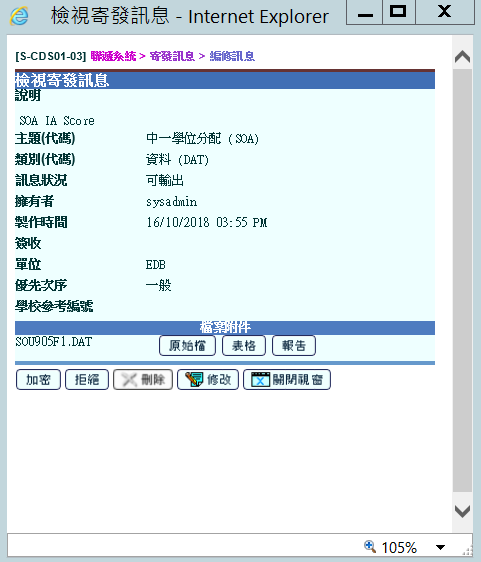 檢視寄發訊息 - Internet Explorer
[S-CDS01-03] 聯遞系統 > 寄發訊息 > 編修訊息
檢視寄發訊息
說明
SOA IA Score
主題(代碼) 中一學位分配 (SOA)
類別(代碼) 資料 (DAT)
訊息狀況 可輸出
擁有者 sysadmin
製作時間 16/10/2018 03:55 PM
簽收
單位 EDB
優先次序 一般
學校參考編號
檔案附件
SOU905F1.DAT 原始檔 表格 報告
加密 拒絕 刪除 修改 關閉視窗
105%